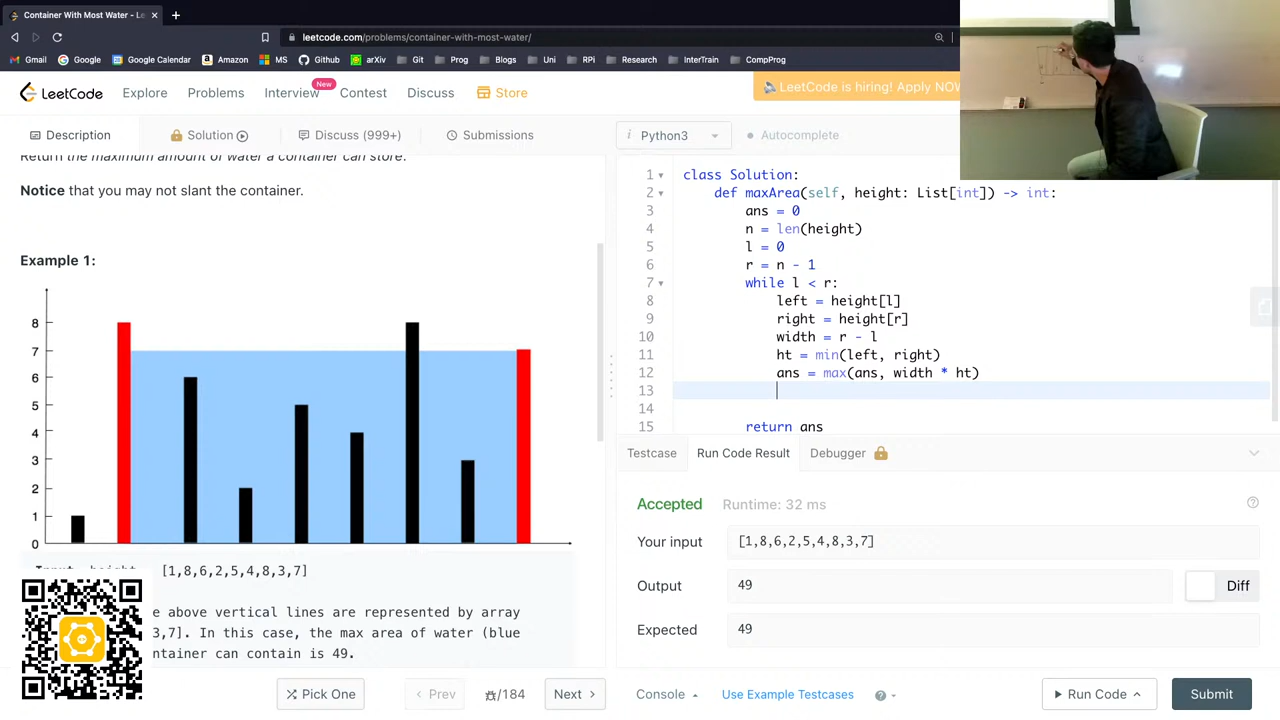 Container With Most Water - Le
leetcode.com/problems/container-with-most-water/
Gmail
Google
Google Calendar
Amazon
MS
Github
arXiv
Git
Prog
Blogs
Uni
RPi
Research
InterTrain
CompProg
LeetCode
Explore
Problems
Interview
New
Contest
Discuss
Store
LeetCode is hiring! Apply NOW
Description
Solution
Discuss (999+)
Submissions
i Python3
Autocomplete
Return the maximum amount of water a container can store.
Notice that you may not slant the container.
Example 1:
8
7
6
5
4
3
2
1
0
[1,8,6,2,5,4,8,3,7]
e above vertical lines are represented by array
3,7]. In this case, the max area of water (blue
ntainer can contain is 49.
1 class Solution:
2 def maxArea(self, height: List[int]) -> int:
3 ans = 0
4 n = len(height)
5 l = 0
6 r = n - 1
7 while l < r:
8 left = height[l]
9 right = height[r]
10 width = r - l
11 ht = min(left, right)
12 ans = max(ans, width * ht)
13
14
15 return ans
Testcase
Run Code Result
Debugger
Accepted
Runtime: 32 ms
Your input
[1,8,6,2,5,4,8,3,7]
Output
49
Diff
Expected
49
Pick One
Prev
/184
Next
Console
Use Example Testcases
Run Code
Submit